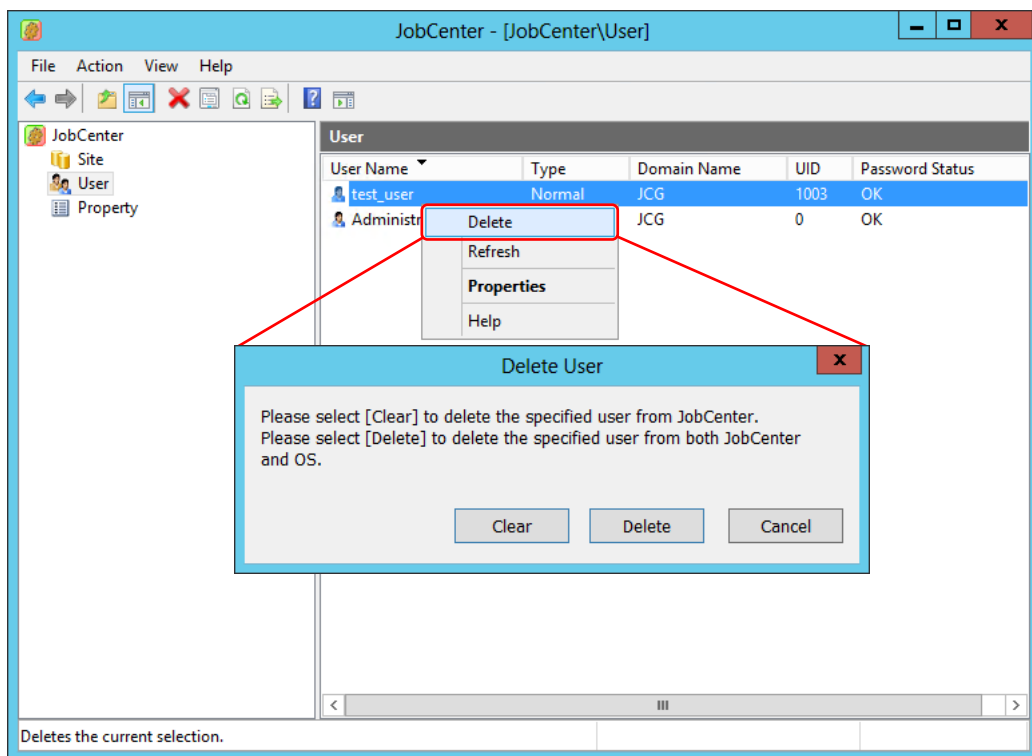 JobCenter - [JobCenter\User]
File Action View Help
JobCenter
Site
User
Property
User
User Name Type Domain Name UID Password Status
test_user Normal JCG 1003 OK
Administr JCG 0 OK
Delete
Refresh
Properties
Help
Delete User
Please select [Clear] to delete the specified user from JobCenter.
Please select [Delete] to delete the specified user from both JobCenter
and OS.
Clear Delete Cancel
Deletes the current selection.